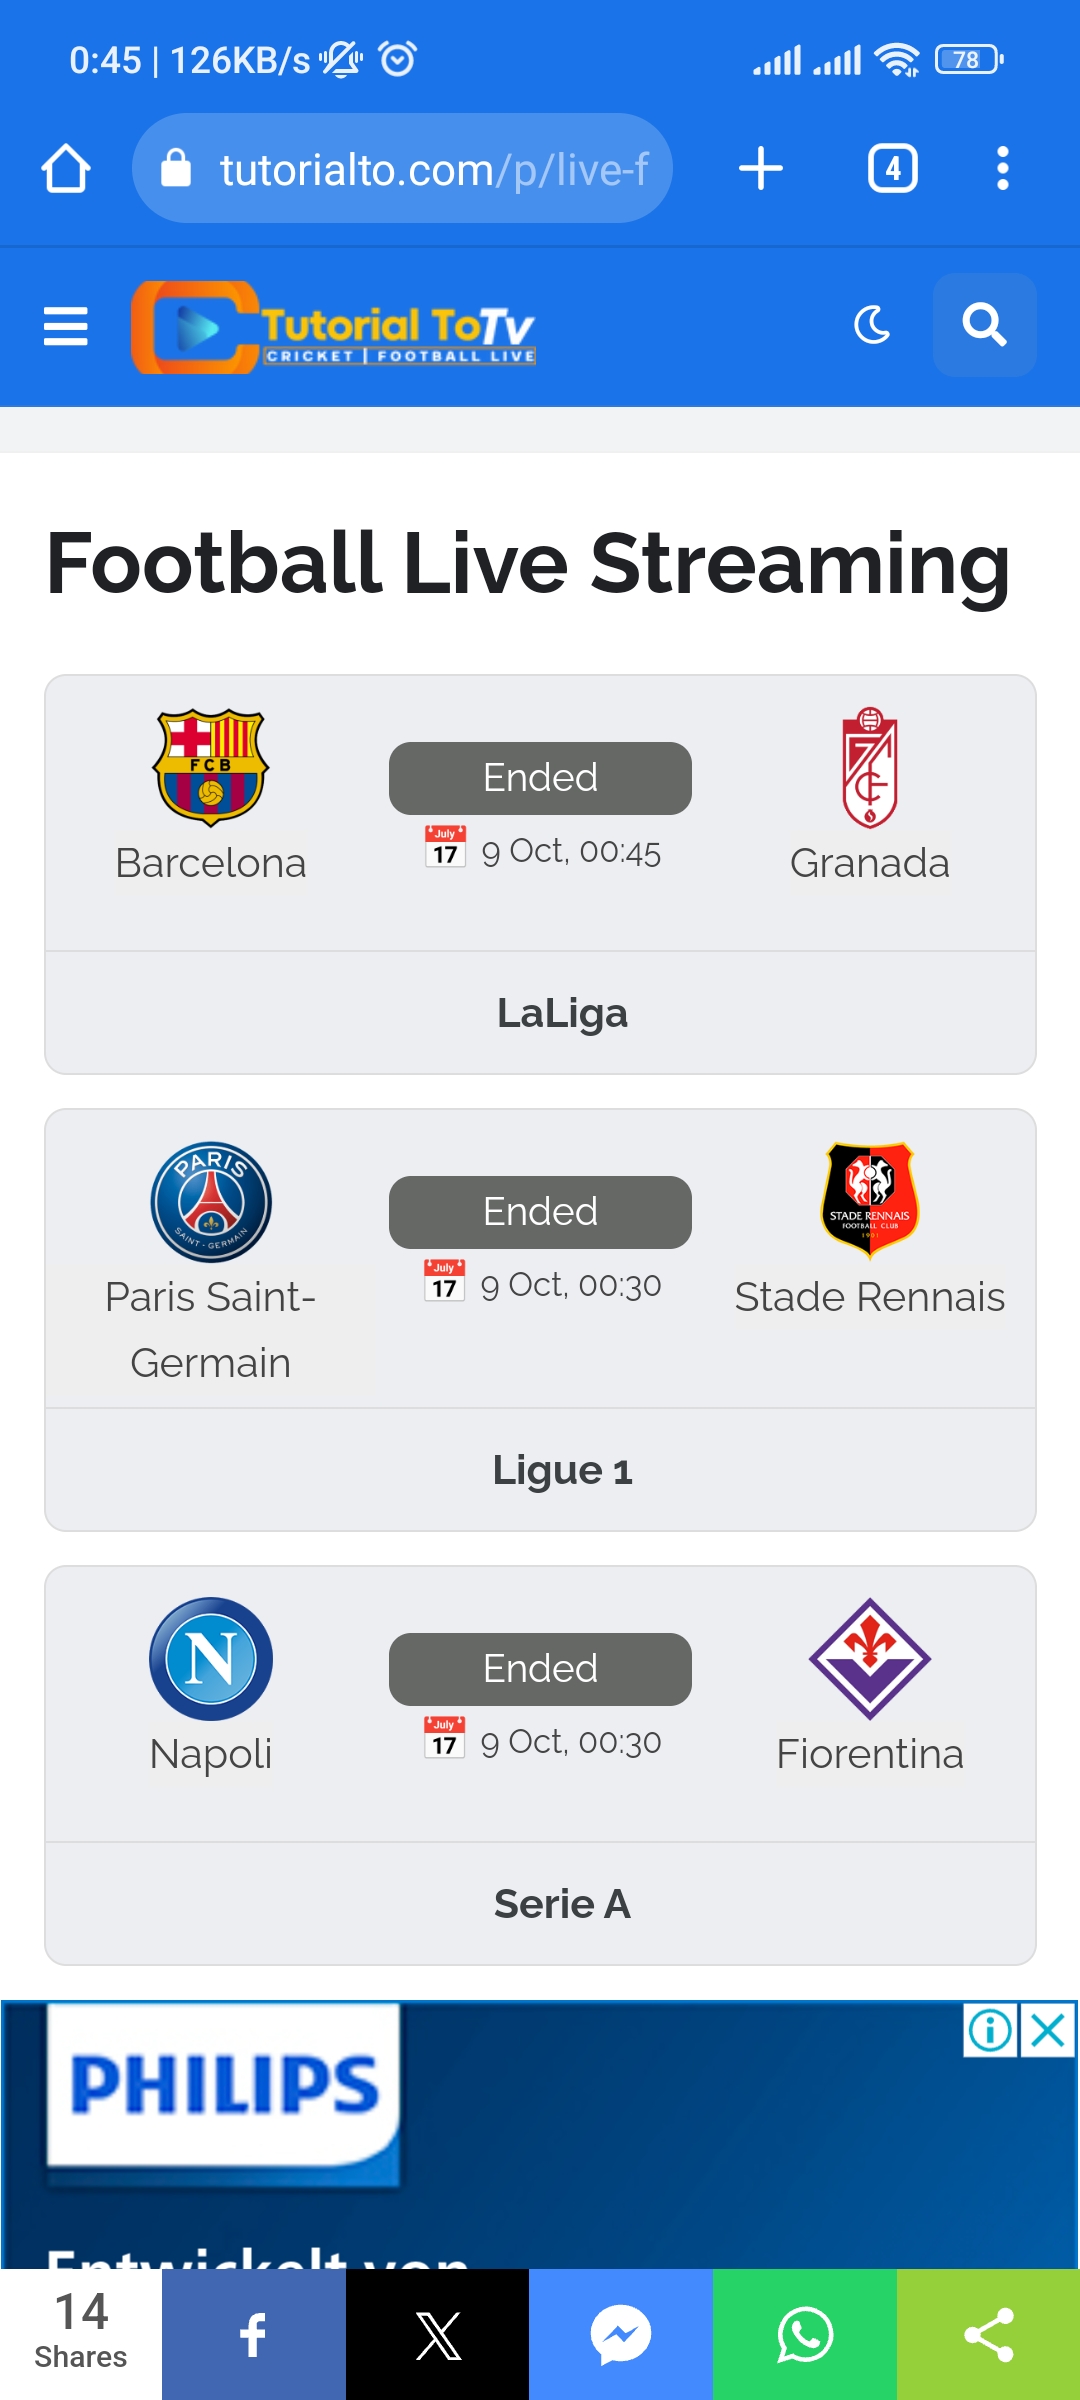 0:45 | 126KB/s
78
tutorialto.com/p/live-f
4
Tutorial ToTv
CRICKET | FOOTBALL LIVE
Football Live Streaming
FCB
Ended
July
17
9 Oct, 00:45
Barcelona
Granada
LaLiga
PARIS
SAINT-GERMAIN
STADE RENNAIS
FOOTBALL CLUB
1901
Ended
July
17
9 Oct, 00:30
Paris Saint-
Germain
Stade Rennais
Ligue 1
N
Ended
July
17
9 Oct, 00:30
Napoli
Fiorentina
Serie A
PHILIPS
Entwickelt von
14
Shares